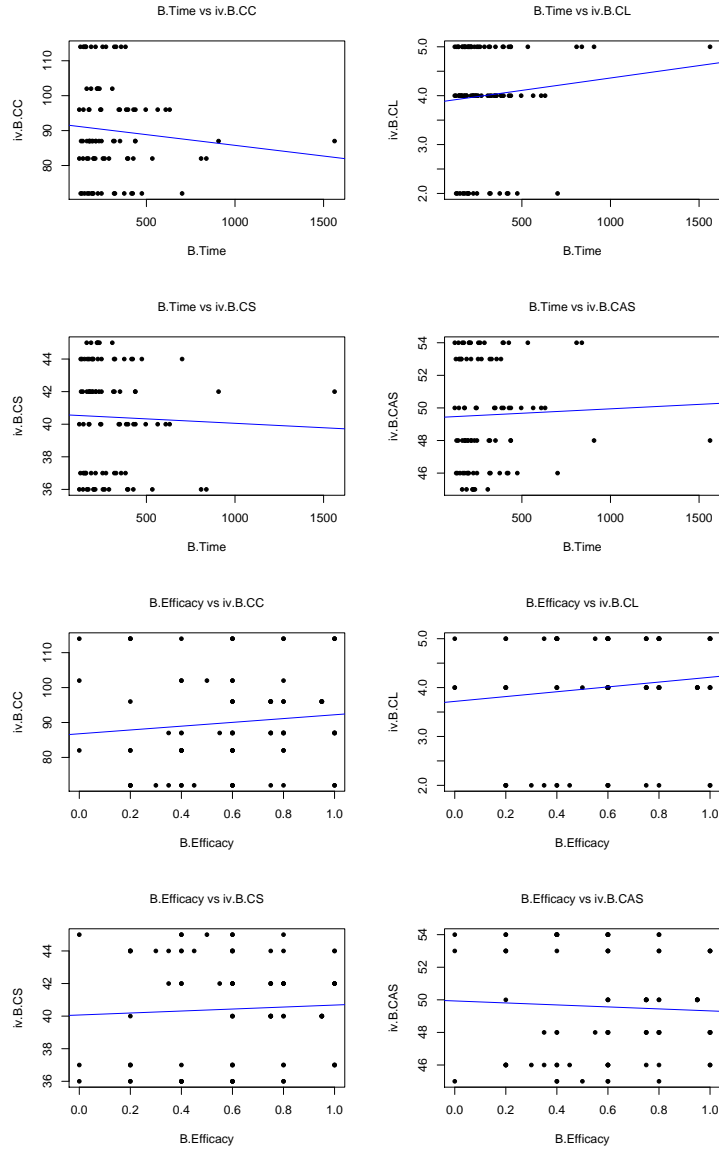 B.Time vs iv.B.CC
iv.B.CC
80 90 100 110
500 1000 1500
B.Time
B.Time vs iv.B.CL
iv.B.CL
2.0 3.0 4.0 5.0
500 1000 1500
B.Time
B.Time vs iv.B.CS
iv.B.CS
36 38 40 42 44
500 1000 1500
B.Time
B.Time vs iv.B.CAS
iv.B.CAS
46 48 50 52 54
500 1000 1500
B.Time
B.Efficacy vs iv.B.CC
iv.B.CC
80 90 100 110
0.0 0.2 0.4 0.6 0.8 1.0
B.Efficacy
B.Efficacy vs iv.B.CL
iv.B.CL
2.0 3.0 4.0 5.0
0.0 0.2 0.4 0.6 0.8 1.0
B.Efficacy
B.Efficacy vs iv.B.CS
iv.B.CS
36 38 40 42 44
0.0 0.2 0.4 0.6 0.8 1.0
B.Efficacy
B.Efficacy vs iv.B.CAS
iv.B.CAS
46 48 50 52 54
0.0 0.2 0.4 0.6 0.8 1.0
B.Efficacy